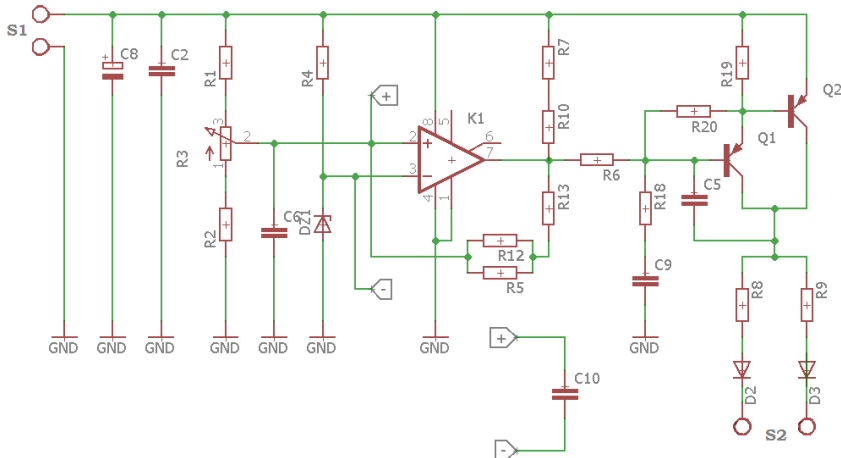 S1
C8
C2
R1
R4
R7
Q2
R19
+
K1
R10
R20
Q1
8
5
3
2
R3
1
2
+
6
7
3
4
1
R6
R13
R18
C5
R2
C6
DZ1
R12
R5
C9
R8
R9
-
GND
GND
GND
GND
GND
GND
GND
GND
+
C10
-
D2
D3
S2